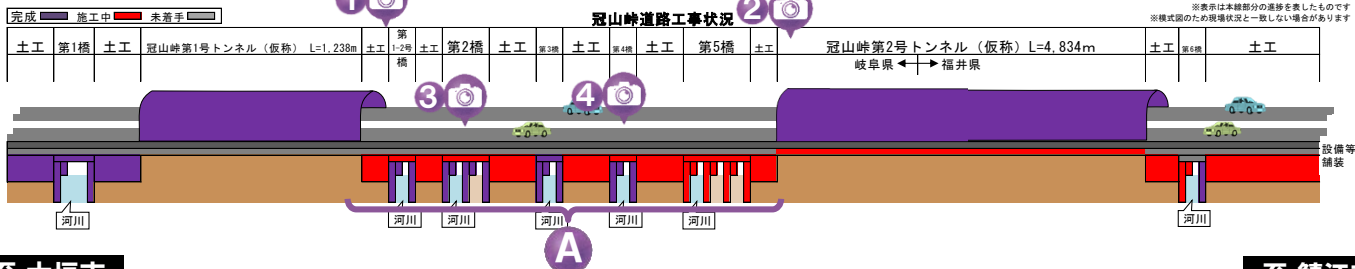 完成 施工中 未着手
冠山峠道路工事状況
※表示は本線部分の進捗を表したものです
※模式図のため現場状況と一致しない場合があります
1
2
土工 第1橋 土工 冠山峠第1号トンネル（仮称） L=1,238m 土工 第1-2号橋 土工 第2橋 土工 第3橋 土工 第4橋 土工 第5橋 土工 冠山峠第2号トンネル（仮称）L=4,834m 土工 第6橋 土工
岐阜県 福井県
3
4
設備等
舗装
河川 河川 河川 河川 河川 河川 河川
A
至 大垣市